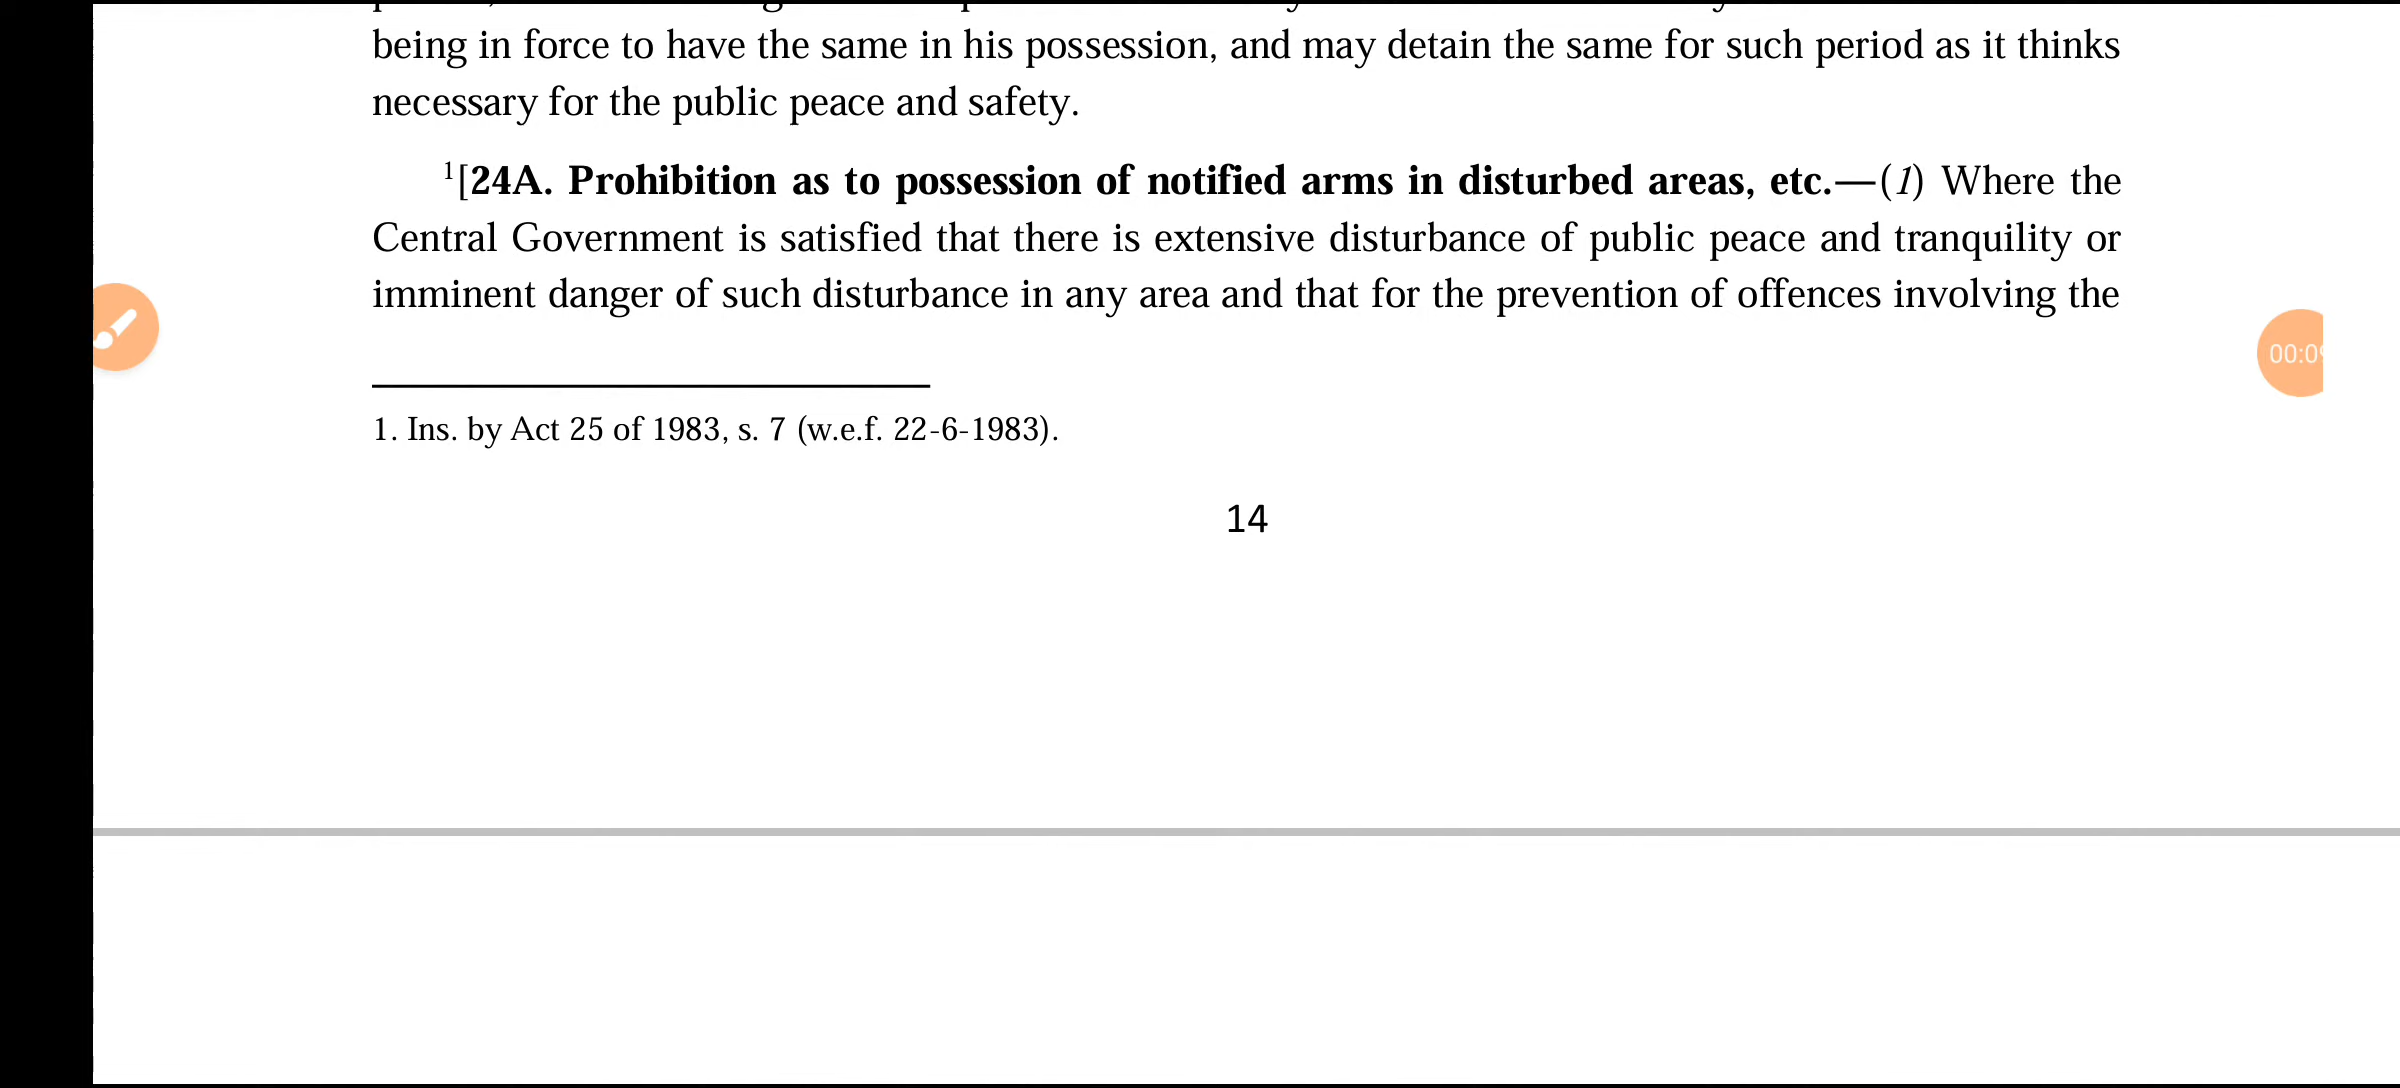 being in force to have the same in his possession, and may detain the same for such period as it thinks
necessary for the public peace and safety.
¹[24A. Prohibition as to possession of notified arms in disturbed areas, etc.—(1) Where the
Central Government is satisfied that there is extensive disturbance of public peace and tranquility or
imminent danger of such disturbance in any area and that for the prevention of offences involving the
00:0
1. Ins. by Act 25 of 1983, s. 7 (w.e.f. 22-6-1983).
14